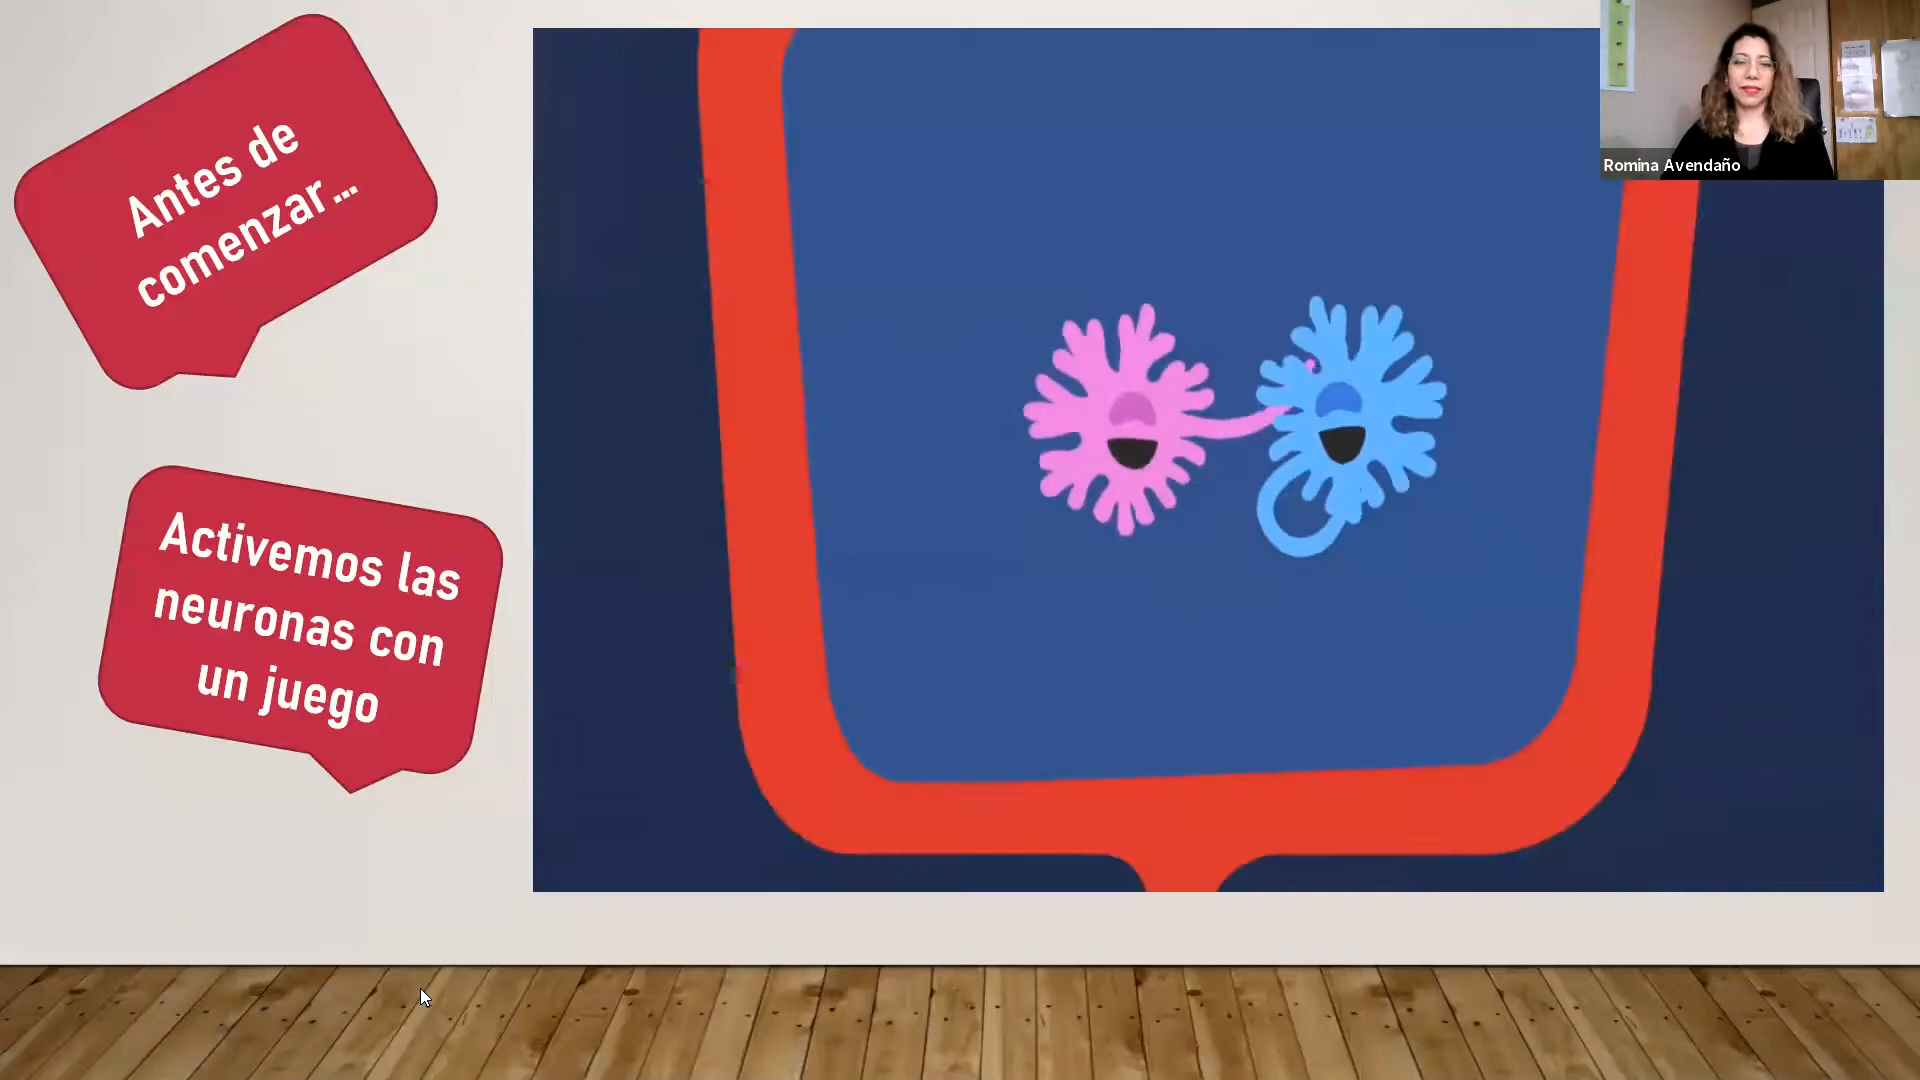 Antes de
comenzar...
Activemos las
neuronas con
un juego
Romina Avendaño